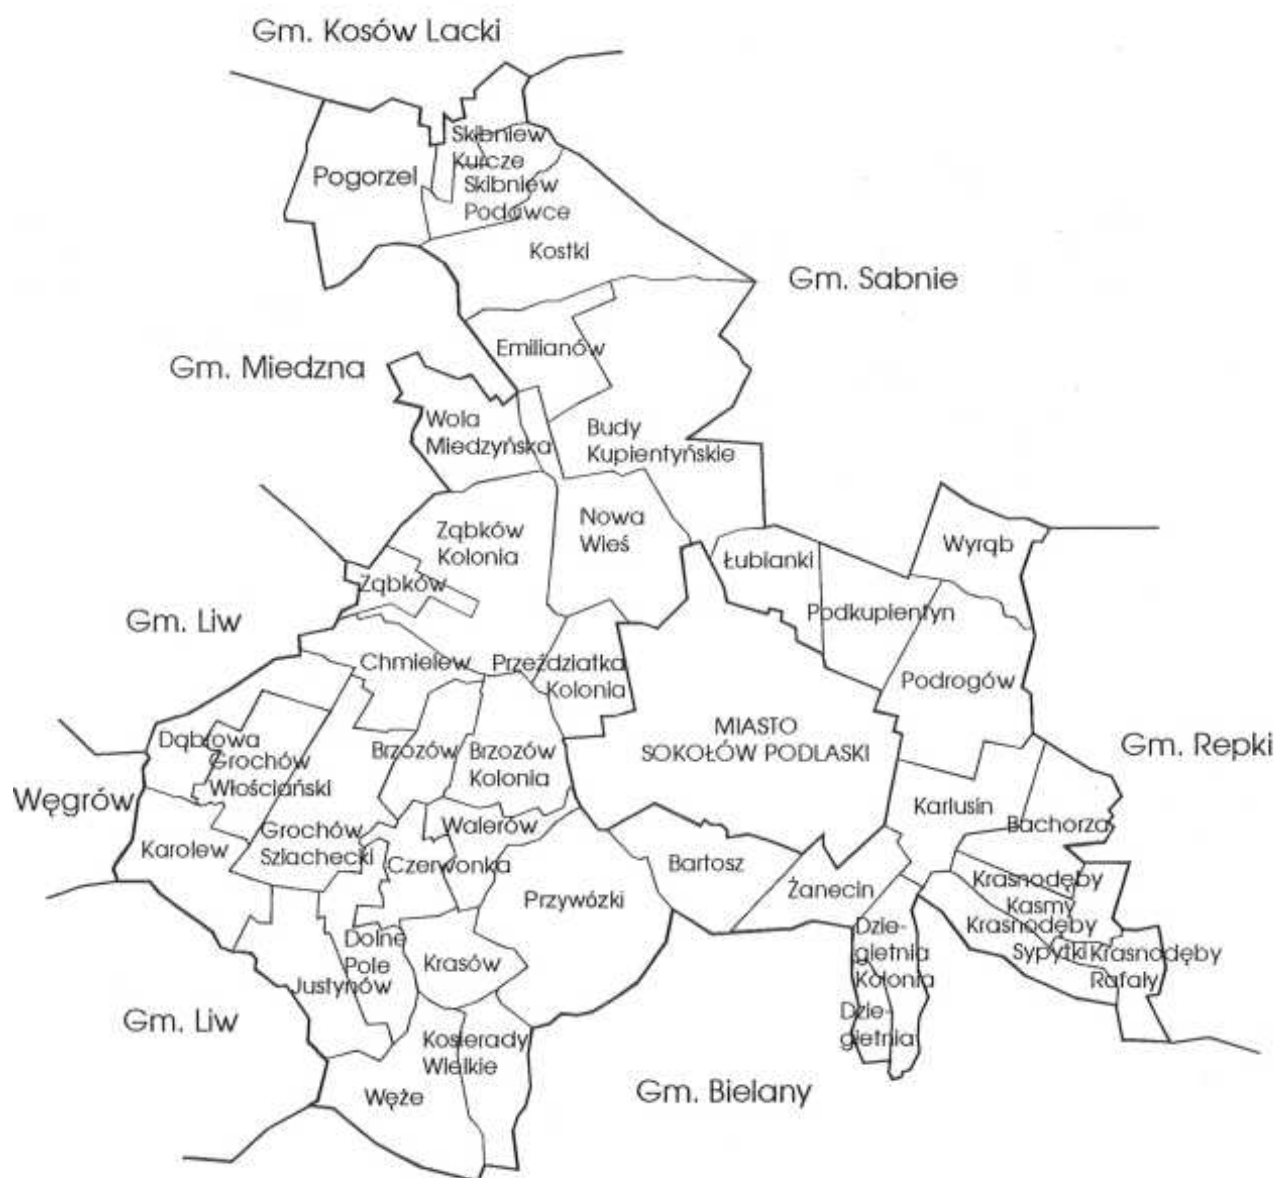 Gm. Kosów Lacki
Skibniew
Kurcze
Pogorzel
Skibniew
Podawce
Kostki
Gm. Sabnie
Emilianów
Gm. Miedzna
Wola
Miedzyńska
Budy
Kupientyńskie
Nowa
Wieś
Ząbków
Kolonia
Wyrąb
Łubianki
Ząbków
Podkupientyn
Gm. Liw
Chmielew
Przeździatka
Kolonia
Podrogów
MIASTO
SOKOŁÓW PODLASKI
Dąbrowa
Grochów
Włościański
Brzozów
Brzozów
Kolonia
Gm. Repki
Węgrów
Karlusin
Bachorza
Grochów
Szlachecki
Walerów
Karolew
Czerwonka
Bartosz
Żanecin
Krasnodęby
Kasmy
Przywózki
Krasnodęby
Sypytki
Krasnodęby
Rafały
Dzie-
gietnia
Kolonia
Dolne
Pole
Krasów
Justynów
Gm. Liw
Dzie-
gietnia
Kosierady
Wielkie
Węże
Gm. Bielany